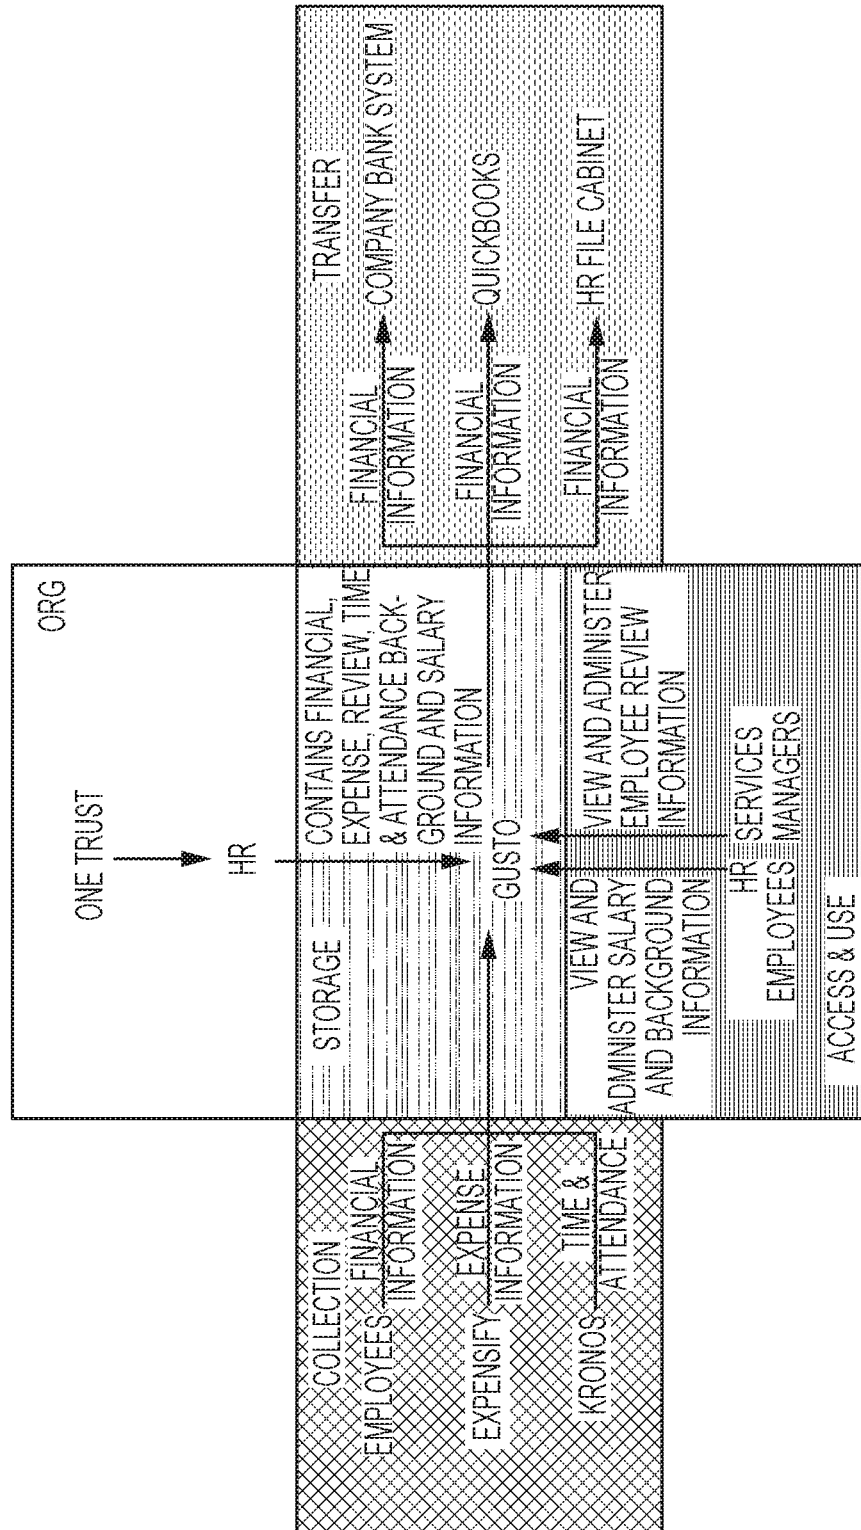 ORG
ONE TRUST
HR
COLLECTION
EMPLOYEES
FINANCIAL
INFORMATION
EXPENSIFY
EXPENSE
INFORMATION
KRONOS
TIME &
ATTENDANCE
STORAGE
CONTAINS FINANCIAL,
EXPENSE, REVIEW, TIME
& ATTENDANCE BACK-
GROUND AND SALARY
INFORMATION
GUSTO
TRANSFER
FINANCIAL
INFORMATION
COMPANY BANK SYSTEM
FINANCIAL
INFORMATION
QUICKBOOKS
FINANCIAL
INFORMATION
HR FILE CABINET
VIEW AND
ADMINISTER SALARY
AND BACKGROUND
INFORMATION
VIEW AND ADMINISTER
EMPLOYEE REVIEW
INFORMATION
HR
EMPLOYEES
SERVICES
MANAGERS
ACCESS & USE